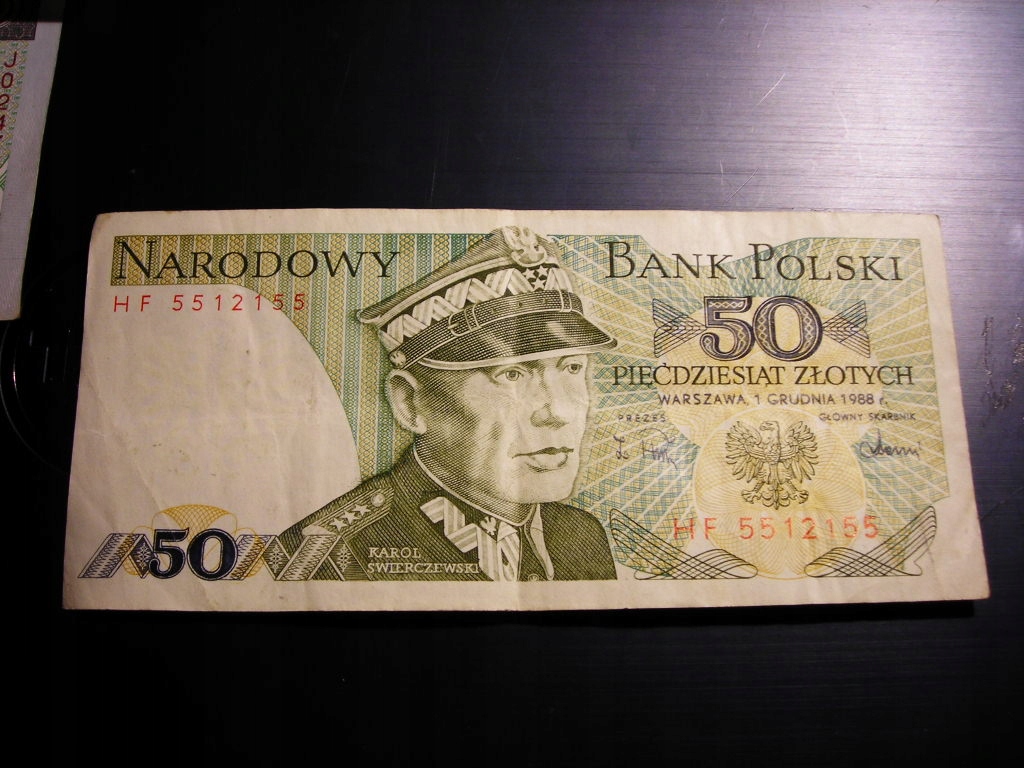 NARODOWY BANK POLSKI
HF 5512155
50
PIĘĆDZIESIĄT ZŁOTYCH
WARSZAWA, 1 GRUDNIA 1988 r.
PREZES GŁÓWNY SKARBNIK
HF 5512155
50
KAROL
ŚWIERCZEWSKI